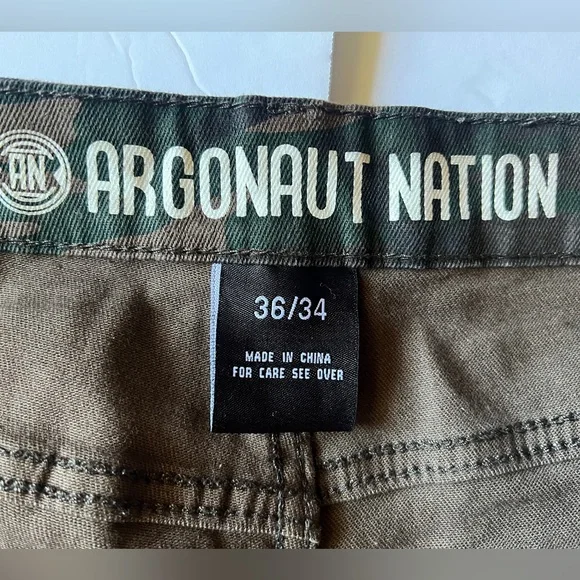 AN ARGONAUT NATION
36/34
MADE IN CHINA
FOR CARE SEE OVER